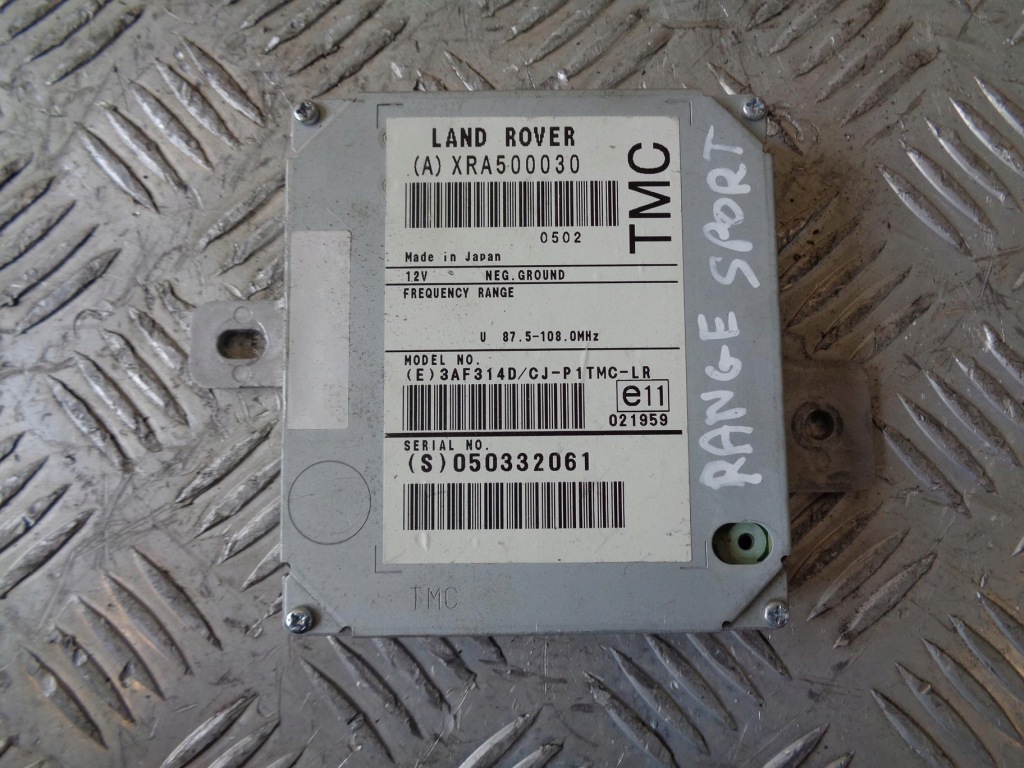 LAND ROVER
(A) XRA500030
TMC
0502
Made in Japan
12V NEG.GROUND
FREQUENCY RANGE
U 87.5-108.0MHz
MODEL NO.
(E)3AF314D/CJ-P1TMC-LR
e11
021959
SERIAL NO.
(S)050332061
TMC
RANGE SPORT